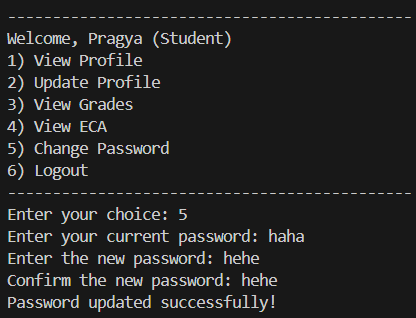 ---------------------------------------------
Welcome, Pragya (Student)
1) View Profile
2) Update Profile
3) View Grades
4) View ECA
5) Change Password
6) Logout
---------------------------------------------
Enter your choice: 5
Enter your current password: haha
Enter the new password: hehe
Confirm the new password: hehe
Password updated successfully!